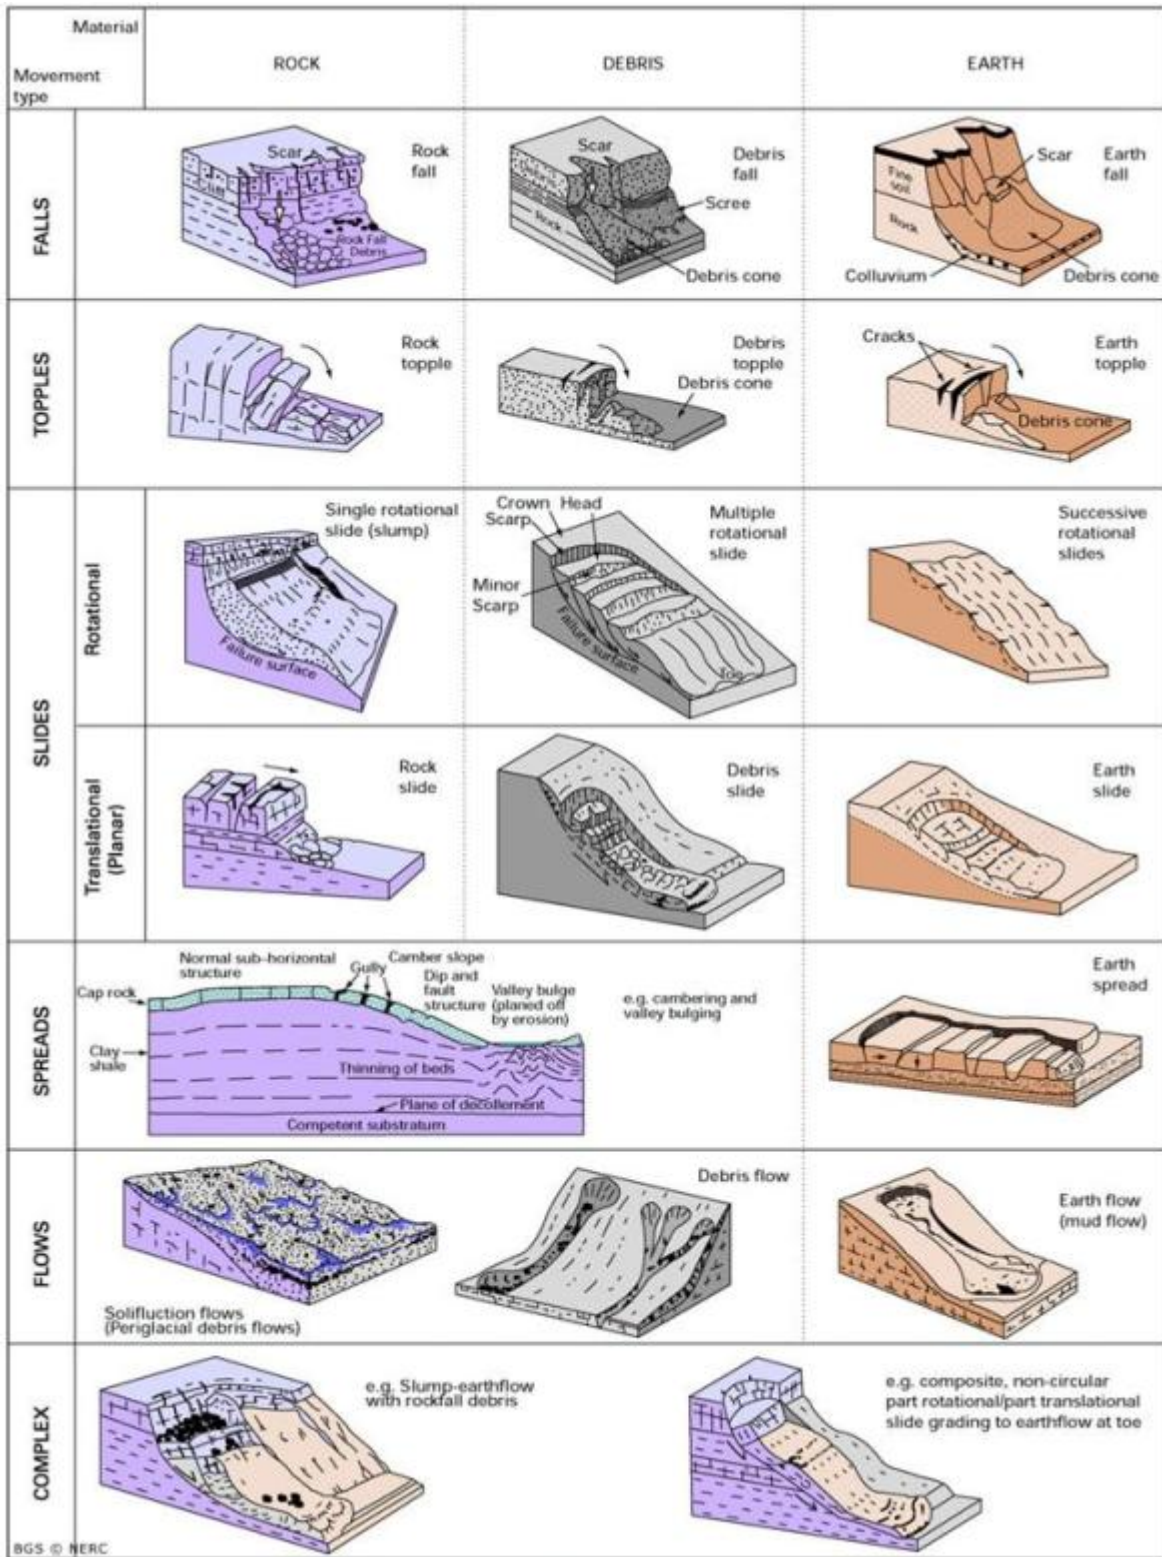 Material
Movement
type
ROCK
DEBRIS
EARTH
FALLS
Scar
Rock
fall
Rock Fall
Debris
Scar
Debris
fall
Rock
Scree
Debris cone
Scar
Earth
fall
Fine
soil
Rock
Colluvium
Debris cone
TOPPLES
Rock
topple
Debris
topple
Debris cone
Cracks
Earth
topple
Debris cone
SLIDES
Rotational
Single rotational
slide (slump)
Failure surface
Crown
Head
Scarp
Minor
Scarp
Multiple
rotational
slide
Failure surface
Toe
Successive
rotational
slides
Translational
(Planar)
Rock
slide
Debris
slide
Earth
slide
SPREADS
Normal sub-horizontal
structure
Gully
Camber slope
Dip and
fault
structure
Valley bulge
(planed off
by erosion)
Cap rock
Clay
shale
Thinning of beds
Plane of decollement
Competent substratum
e.g. cambering and
valley bulging
Earth
spread
FLOWS
Solifluction flows
(Periglacial debris flows)
Debris flow
Earth flow
(mud flow)
COMPLEX
e.g. Slump-earthflow
with rockfall debris
e.g. composite, non-circular
part rotational/part translational
slide grading to earthflow at toe
BGS © NERC